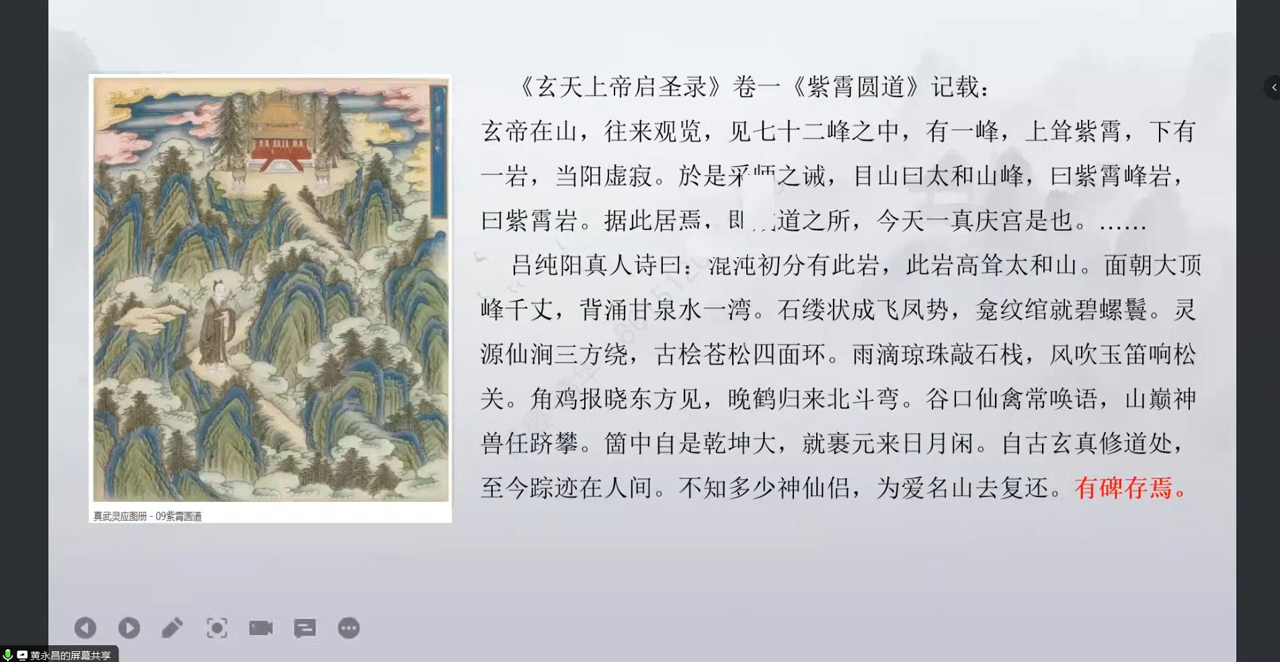 《玄天上帝启圣录》卷一《紫霄圆道》记载：
玄帝在山，往来观览，见七十二峰之中，有一峰，上耸紫霄，下有
一岩，当阳虚寂。於是采师之诫，目山曰太和山峰，曰紫霄峰岩，
曰紫霄岩。据此居焉，即 道之所，今天一真庆宫是也。……
吕纯阳真人诗曰：混沌初分有此岩，此岩高耸太和山。面朝大顶
峰千丈，背涌甘泉水一湾。石缕状成飞凤势，龛纹绾就碧螺鬟。灵
源仙涧三方绕，古桧苍松四面环。雨滴琼珠敲石栈，风吹玉笛响松
关。角鸡报晓东方见，晚鹤归来北斗弯。谷口仙禽常唤语，山巅神
兽任跻攀。箇中自是乾坤大，就裹元来日月闲。自古玄真修道处，
至今踪迹在人间。不知多少神仙侣，为爱名山去复还。有碑存焉。
真武灵应图册 - 09紫霄圆道
黄永昌的屏幕共享